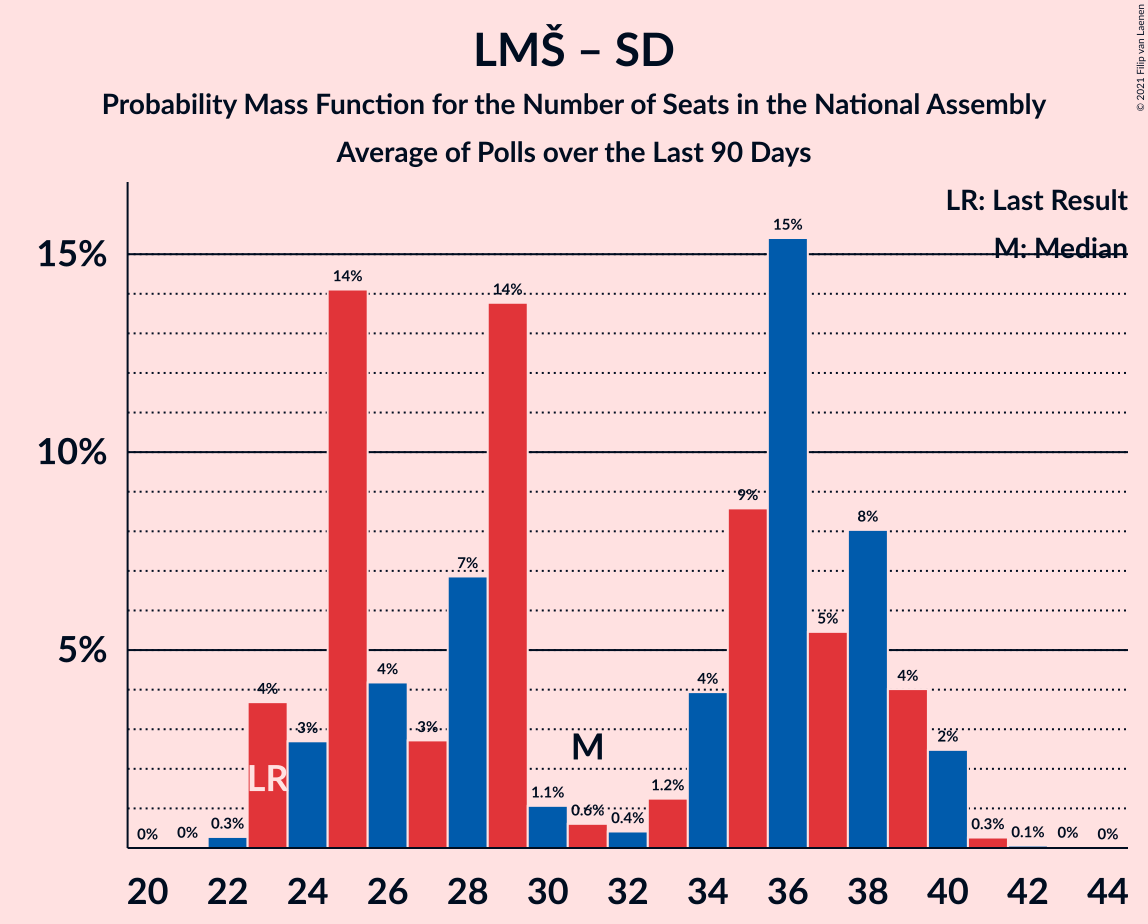 LMŠ – SD
Probability Mass Function for the Number of Seats in the National Assembly
Average of Polls over the Last 90 Days
© 2021 Filip van Laenen
LR: Last Result
M: Median
15%
10%
5%
0% 0% 0.3% 4% 3% 14% 4% 3% 7% 14% 1.1% 0.6% 0.4% 1.2% 4% 9% 15% 5% 8% 4% 2% 0.3% 0.1% 0% 0%
LR
M
20 22 24 26 28 30 32 34 36 38 40 42 44